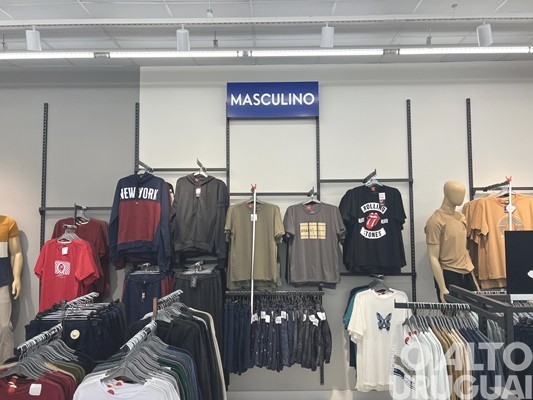 MASCULINO
NEW YORK
ROLLING
STONES
O ALTO
URUGUAI